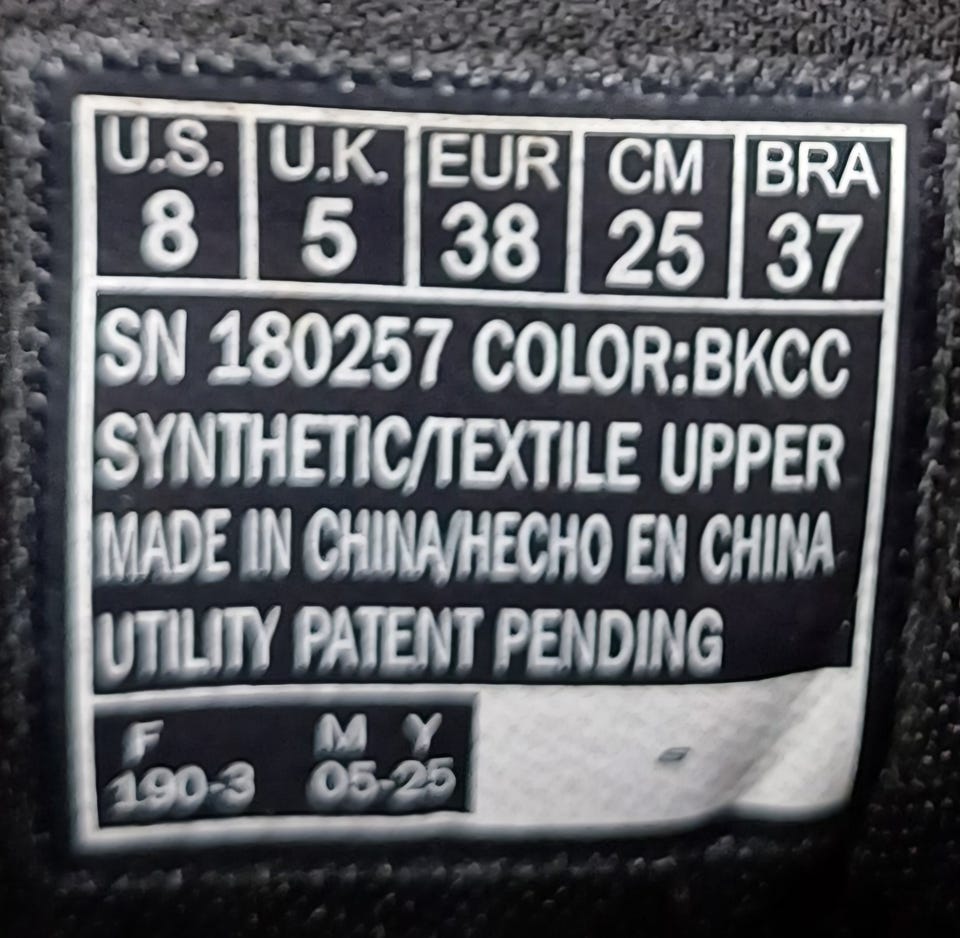 U.S. U.K. EUR CM BRA
8 5 38 25 37
SN 180257 COLOR:BKCC
SYNTHETIC/TEXTILE UPPER
MADE IN CHINA/HECHO EN CHINA
UTILITY PATENT PENDING
F M Y
190-3 05-25